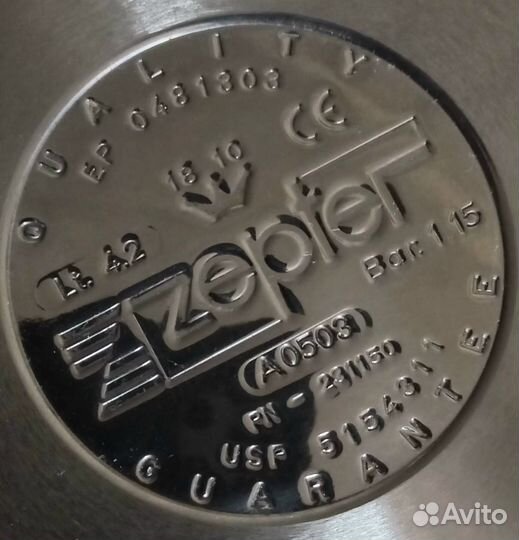 QUALITY
EP 0481303
CE
18 10
Lt. 4.2
zepter
Bar. 1.15
A0503
PN - 231150
USP 5154311
GUARANTEE
Avito